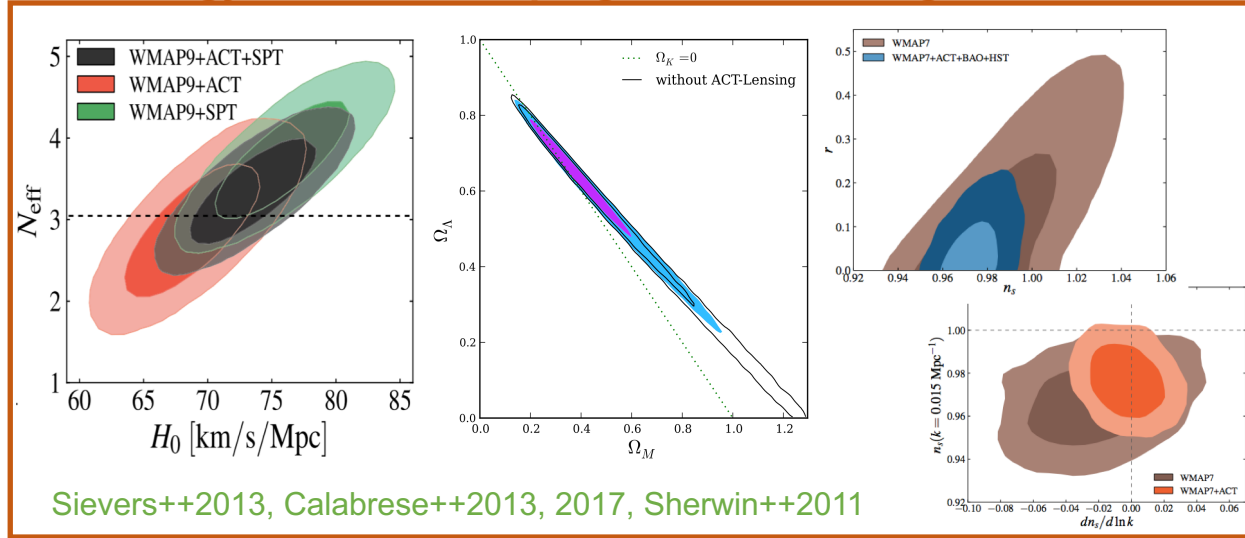 WMAP9+ACT+SPT
WMAP9+ACT
WMAP9+SPT
5
4
3
2
1
N_eff
60 65 70 75 80 85
H_0 [km/s/Mpc]
1.0
0.8
0.6
0.4
0.2
0.0
Ω_Λ
Ω_K = 0
without ACT-Lensing
0.0 0.2 0.4 0.6 0.8 1.0 1.2
Ω_M
WMAP7
WMAP7+ACT+BAO+HST
0.5
0.4
0.3
0.2
0.1
0.0
r
0.92 0.94 0.96 0.98 1.00 1.02 1.04 1.06
n_s
1.00
0.98
0.96
0.94
0.92
n_s(k = 0.015 Mpc⁻¹)
WMAP7
WMAP7+ACT
−0.10 −0.08 −0.06 −0.04 −0.02 0.00 0.02 0.04 0.06
dn_s/d ln k
Sievers++2013, Calabrese++2013, 2017, Sherwin++2011